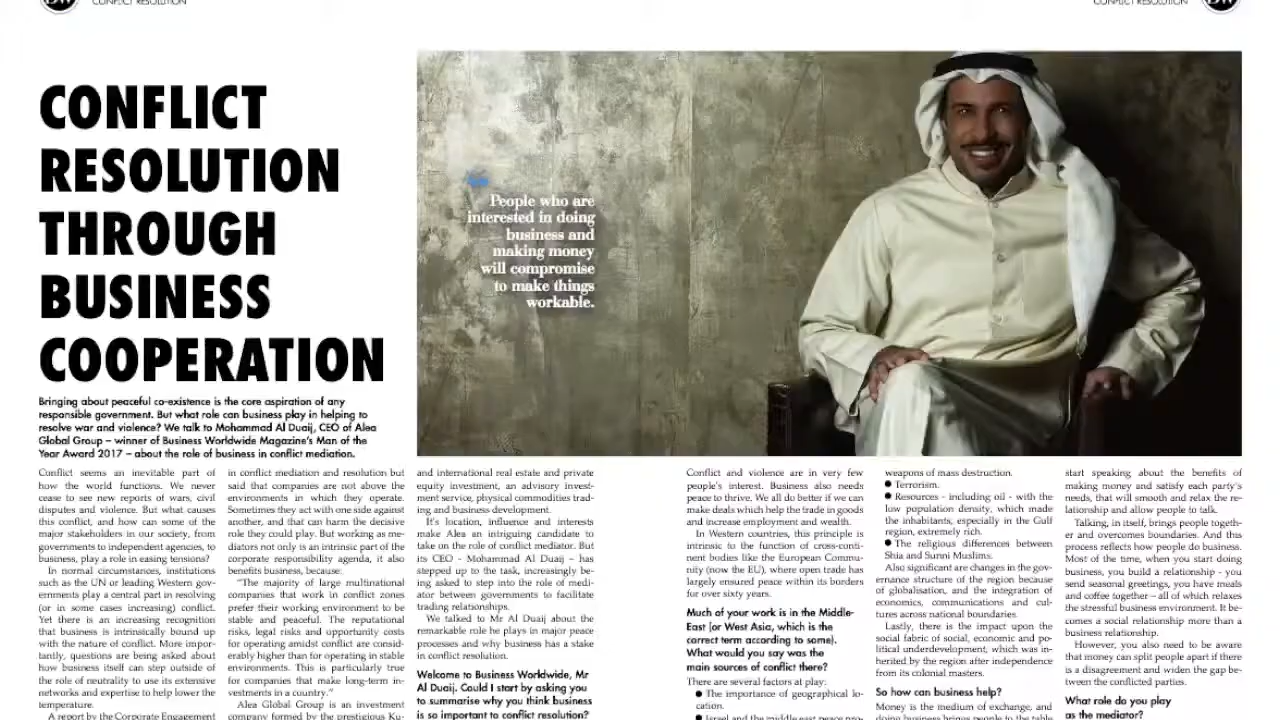 CONFLICT RESOLUTION
CONFLICT RESOLUTION
CONFLICT
RESOLUTION
THROUGH
BUSINESS
COOPERATION
Bringing about peaceful co-existence is the core aspiration of any
responsible government. But what role can business play in helping to
resolve war and violence? We talk to Mohammad Al Duaij, CEO of Alea
Global Group – winner of Business Worldwide Magazine's Man of the
Year Award 2017 – about the role of business in conflict mediation.
People who are
interested in doing
business and
making money
will compromise
to make things
workable.
Conflict seems an inevitable part of
how the world functions. We never
cease to see new reports of wars, civil
disputes and violence. But what causes
this conflict, and how can some of the
major stakeholders in our society, from
governments to independent agencies, to
business, play a role in easing tensions?
In normal circumstances, institutions
such as the UN or leading Western gov-
ernments play a central part in resolving
(or in some cases increasing) conflict.
Yet there is an increasing recognition
that business is intrinsically bound up
with the nature of conflict. More impor-
tantly, questions are being asked about
how business itself can step outside of
the role of neutrality to use its extensive
networks and expertise to help lower the
temperature.
A report by the Corporate Engagement
in conflict mediation and resolution but
said that companies are not above the
environments in which they operate.
Sometimes they act with one side against
another, and that can harm the decisive
role they could play. But working as me-
diators not only is an intrinsic part of the
corporate responsibility agenda, it also
benefits business, because.
"The majority of large multinational
companies that work in conflict zones
prefer their working environment to be
stable and peaceful. The reputational
risks, legal risks and opportunity costs
for operating amidst conflict are consid-
erably higher than for operating in stable
environments. This is particularly true
for companies that make long-term in-
vestments in a country."
Alea Global Group is an investment
company formed by the prestigious Ku-
and international real estate and private
equity investment, an advisory invest-
ment service, physical commodities trad-
ing and business development.
It's location, influence and interests
make Alea an intriguing candidate to
take on the role of conflict mediator. But
its CEO - Mohammad Al Duaij – has
stepped up to the task, increasingly be-
ing asked to step into the role of medi-
ator between governments to facilitate
trading relationships.
We talked to Mr Al Duaij about the
remarkable role he plays in major peace
processes and why business has a stake
in conflict resolution.
Welcome to Business Worldwide, Mr
Al Duaij. Could I start by asking you
to summarise why you think business
is so important to conflict resolution?
Conflict and violence are in very few
people's interest. Business also needs
peace to thrive. We all do better if we can
make deals which help the trade in goods
and increase employment and wealth.
In Western countries, this principle is
intrinsic to the function of cross-conti-
nent bodies like the European Commu-
nity (now the EU), where open trade has
largely ensured peace within its borders
for over sixty years.
Much of your work is in the Middle-
East (or West Asia, which is the
correct term according to some).
What would you say was the
main sources of conflict there?
There are several factors at play:
● The importance of geographical lo-
cation.
● Israel and the middle east peace pro-
weapons of mass destruction.
● Terrorism.
● Resources - including oil - with the
low population density, which made
the inhabitants, especially in the Gulf
region, extremely rich.
● The religious differences between
Shia and Sunni Muslims.
Also significant are changes in the gov-
ernance structure of the region because
of globalisation, and the integration of
economics, communications and cul-
tures across national boundaries.
Lastly, there is the impact upon the
social fabric of social, economic and po-
litical underdevelopment; which was in-
herited by the region after independence
from its colonial masters.
So how can business help?
Money is the medium of exchange, and
doing business brings people to the table
start speaking about the benefits of
making money and satisfy each party's
needs, that will smooth and relax the re-
lationship and allow people to talk.
Talking, in itself, brings people togeth-
er and overcomes boundaries. And this
process reflects how people do business.
Most of the time, when you start doing
business, you build a relationship - you
send seasonal greetings, you have meals
and coffee together – all of which relaxes
the stressful business environment. It be-
comes a social relationship more than a
business relationship.
However, you also need to be aware
that money can split people apart if there
is a disagreement and widen the gap be-
tween the conflicted parties.
What role do you play
as the mediator?